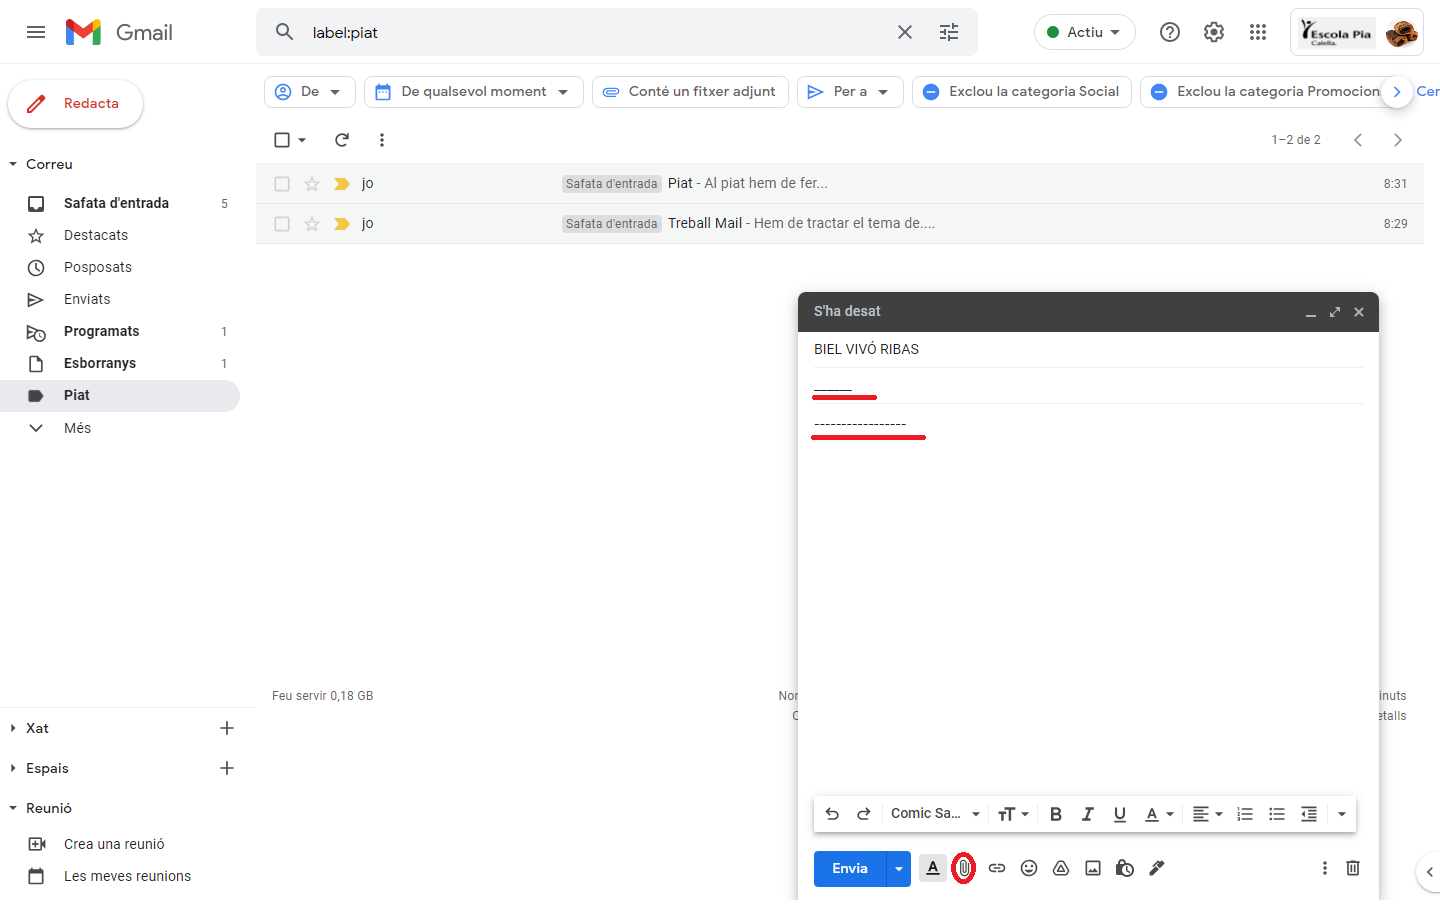 Gmail
label:piat
Actiu
Escola Pia
Calella.
Redacta
De
De qualsevol moment
Conté un fitxer adjunt
Per a
Exclou la categoria Social
Exclou la categoria Promocion
Cer
1–2 de 2
Correu
Safata d'entrada 5
Destacats
Posposats
Enviats
Programats 1
Esborranys 1
Piat
Més
jo Safata d'entrada Piat - Al piat hem de fer... 8:31
jo Safata d'entrada Treball Mail - Hem de tractar el tema de.... 8:29
S'ha desat
BIEL VIVÓ RIBAS
______
-----------------
Feu servir 0,18 GB
Nor
inuts
C
etalls
Xat
Espais
Reunió
Crea una reunió
Les meves reunions
Comic Sa...
Envia